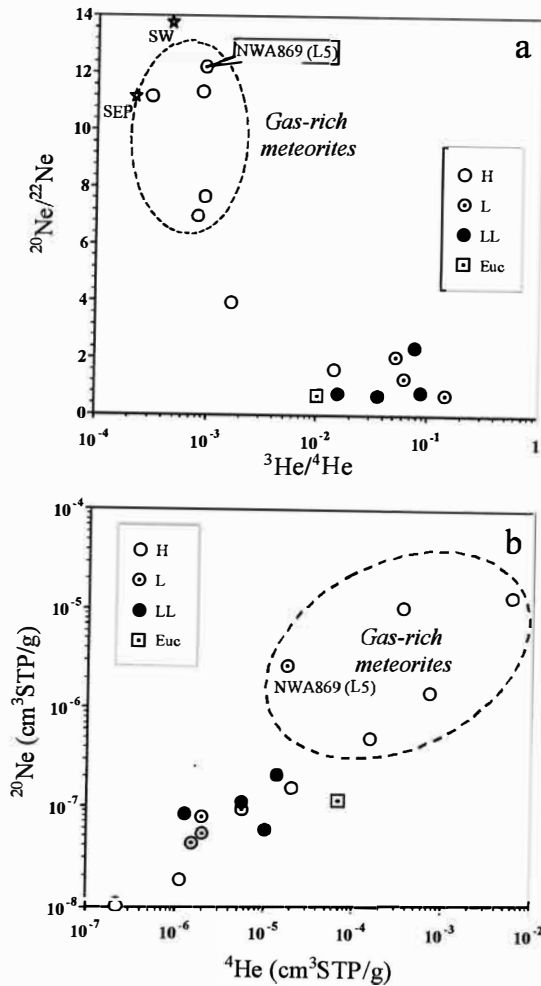 a
14
12
10
8
6
4
2
0
²⁰Ne/²²Ne
SW
SEP
NWA869 (L5)
Gas-rich
meteorites
H
L
LL
Euc
10⁻⁴
10⁻³
10⁻²
10⁻¹
1
³He/⁴He
b
10⁻⁴
10⁻⁵
10⁻⁶
10⁻⁷
10⁻⁸
²⁰Ne (cm³STP/g)
H
L
LL
Euc
Gas-rich
meteorites
NWA869 (L5)
10⁻⁷
10⁻⁶
10⁻⁵
10⁻⁴
10⁻³
10⁻²
⁴He (cm³STP/g)